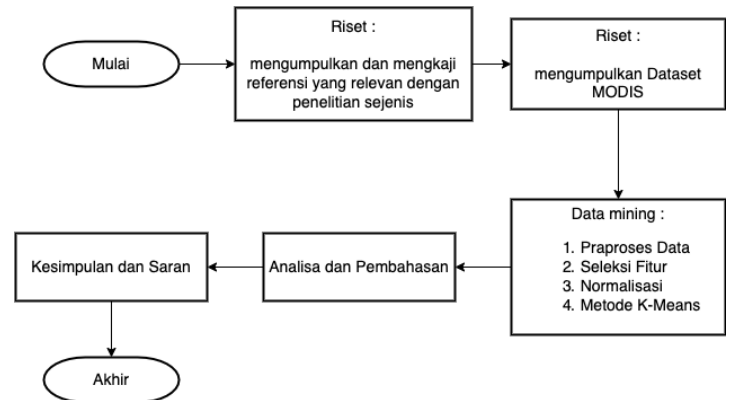 Mulai
Riset :
mengumpulkan dan mengkaji
referensi yang relevan dengan
penelitian sejenis
Riset :
mengumpulkan Dataset
MODIS
Data mining :
1. Praproses Data
2. Seleksi Fitur
3. Normalisasi
4. Metode K-Means
Analisa dan Pembahasan
Kesimpulan dan Saran
Akhir